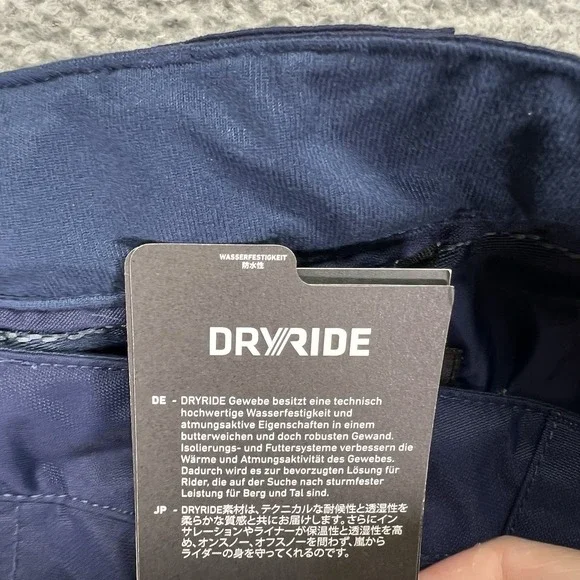 WASSERFESTIGKEIT
防水性
DRYRIDE
DE - DRYRIDE Gewebe besitzt eine technisch
hochwertige Wasserfestigkeit und
atmungsaktive Eigenschaften in einem
butterweichen und doch robusten Gewand.
Isolierungs- und Futtersysteme verbessern die
Wärme und Atmungsaktivität des Gewebes.
Dadurch wird es zur bevorzugten Lösung für
Rider, die auf der Suche nach sturmfester
Leistung für Berg und Tal sind.
JP - DRYRIDE素材は、テクニカルな耐候性と透湿性を
柔らかな質感と共にお届けします。さらにイン
サレーションやライナーが保温性と透湿性を高
め、オンスノー、オフスノーを問わず、嵐から
ライダーの身を守ってくれるのです。